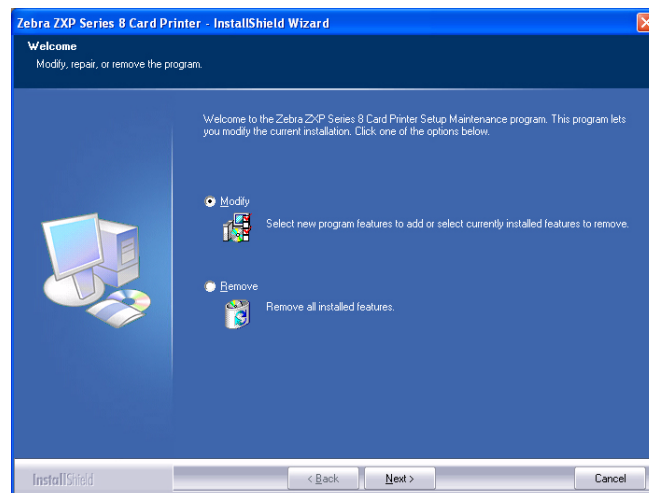 Zebra ZXP Series 8 Card Printer - InstallShield Wizard
Welcome
Modify, repair, or remove the program.
Welcome to the Zebra ZXP Series 8 Card Printer Setup Maintenance program. This program lets
you modify the current installation. Click one of the options below.
Modify
Select new program features to add or select currently installed features to remove.
Remove
Remove all installed features.
InstallShield
< Back
Next >
Cancel